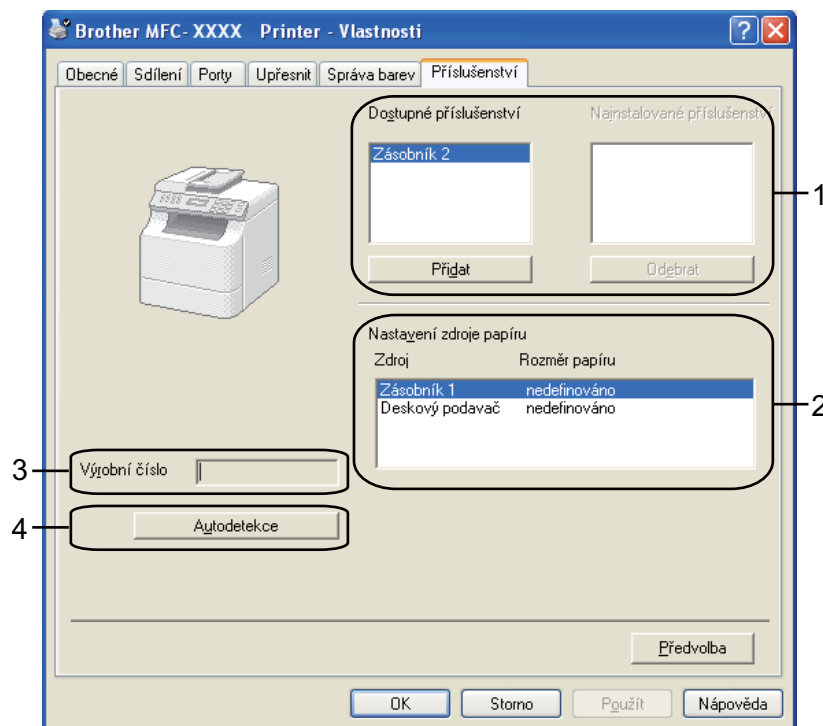 Brother MFC- XXXX Printer - Vlastnosti
Obecné Sdílení Porty Upřesnit Správa barev Příslušenství
Dostupné příslušenství Najnstalované příslušenství
Zásobník 2
1
Přidat Odebrat
Nastavení zdroje papíru
Zdroj Rozměr papíru
Zásobník 1 nedefinováno
Deskový podavač nedefinováno
2
3 Výrobní číslo
4 Autodetekce
Předvolba
OK Storno Použít Nápověda